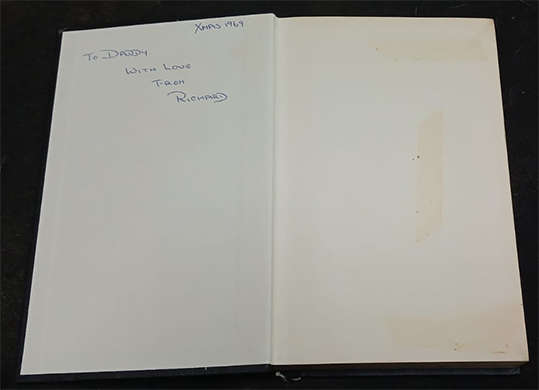 XMAS 1969
To DADDY
WITH LOVE
FROM
RICHARD